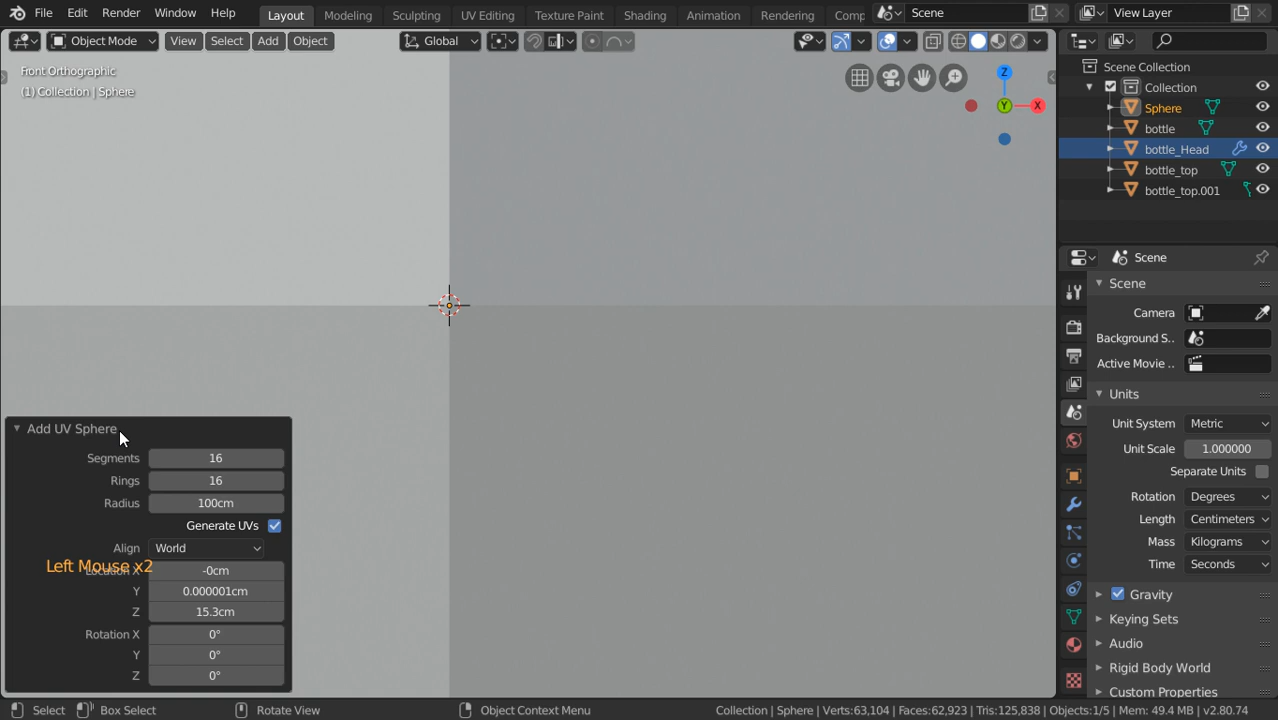 File Edit Render Window Help Layout Modeling Sculpting UV Editing Texture Paint Shading Animation Rendering Comp Scene View Layer
Object Mode View Select Add Object Global
Front Orthographic
(1) Collection | Sphere
Z
Y
X
Scene Collection
Collection
Sphere
bottle
bottle_Head
bottle_top
bottle_top.001
Scene
Scene
Camera
Background S..
Active Movie ..
Units
Unit System Metric
Unit Scale 1.000000
Separate Units
Rotation Degrees
Length Centimeters
Mass Kilograms
Time Seconds
Gravity
Keying Sets
Audio
Rigid Body World
Custom Properties
Add UV Sphere
Segments 16
Rings 16
Radius 100cm
Generate UVs
Align World
Left Mouse x2
Location X -0cm
Y 0.000001cm
Z 15.3cm
Rotation X 0°
Y 0°
Z 0°
Select Box Select Rotate View Object Context Menu Collection | Sphere | Verts:63,104 | Faces:62,923 | Tris:125,838 | Objects:1/5 | Mem: 49.4 MB | v2.80.74